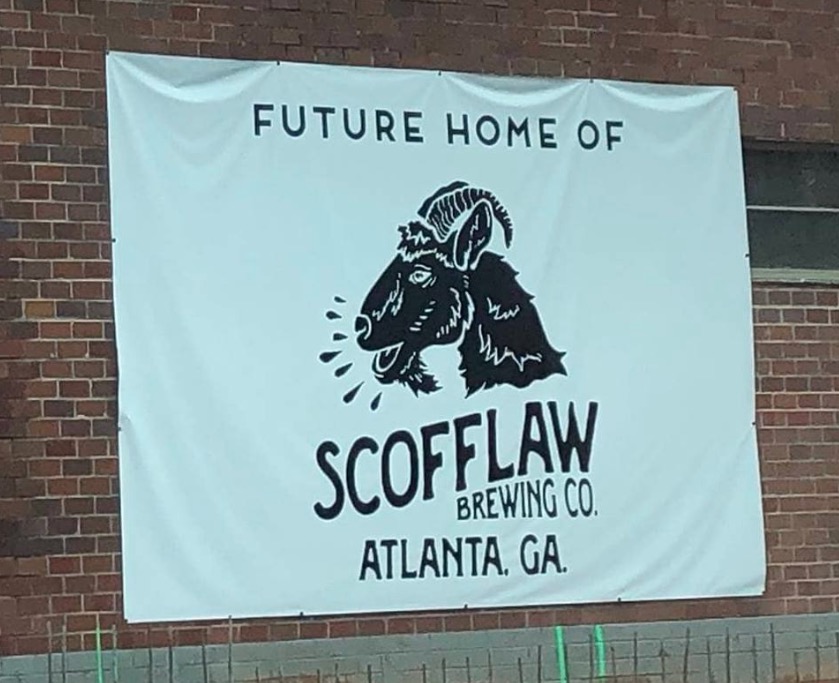 FUTURE HOME OF
SCOFFLAW
BREWING CO.
ATLANTA, GA.